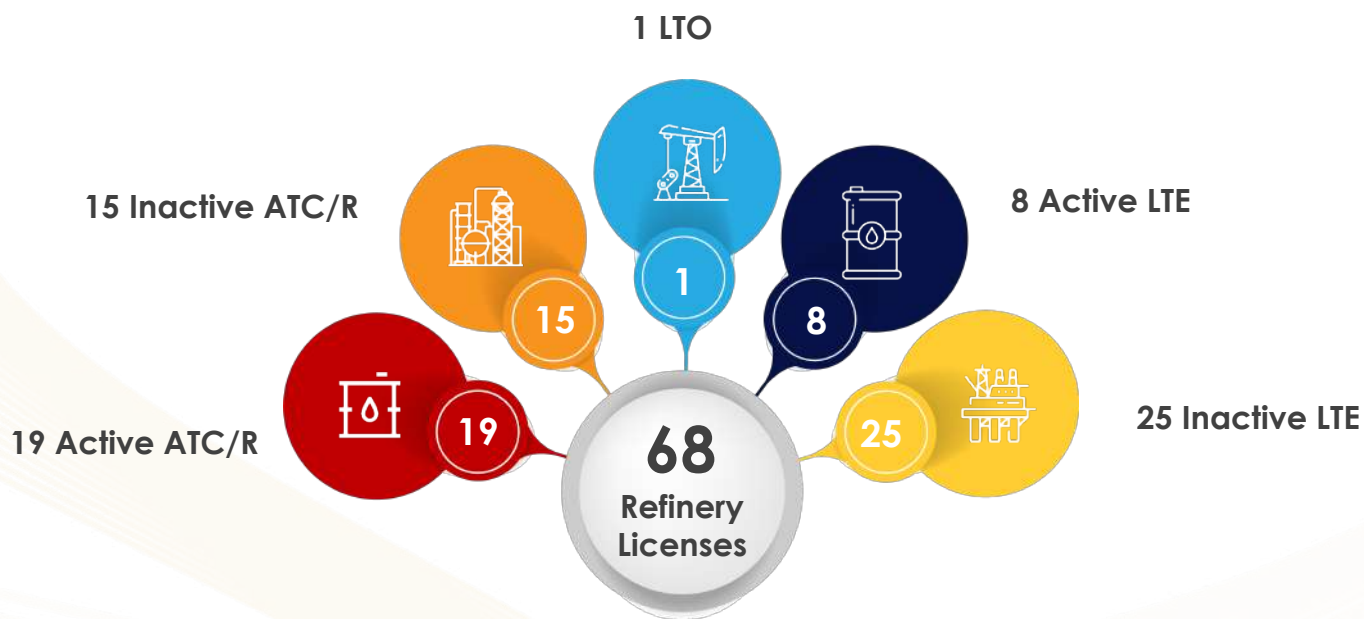 1 LTO
15 Inactive ATC/R
8 Active LTE
1
15
8
19 Active ATC/R
19
25
25 Inactive LTE
68
Refinery
Licenses